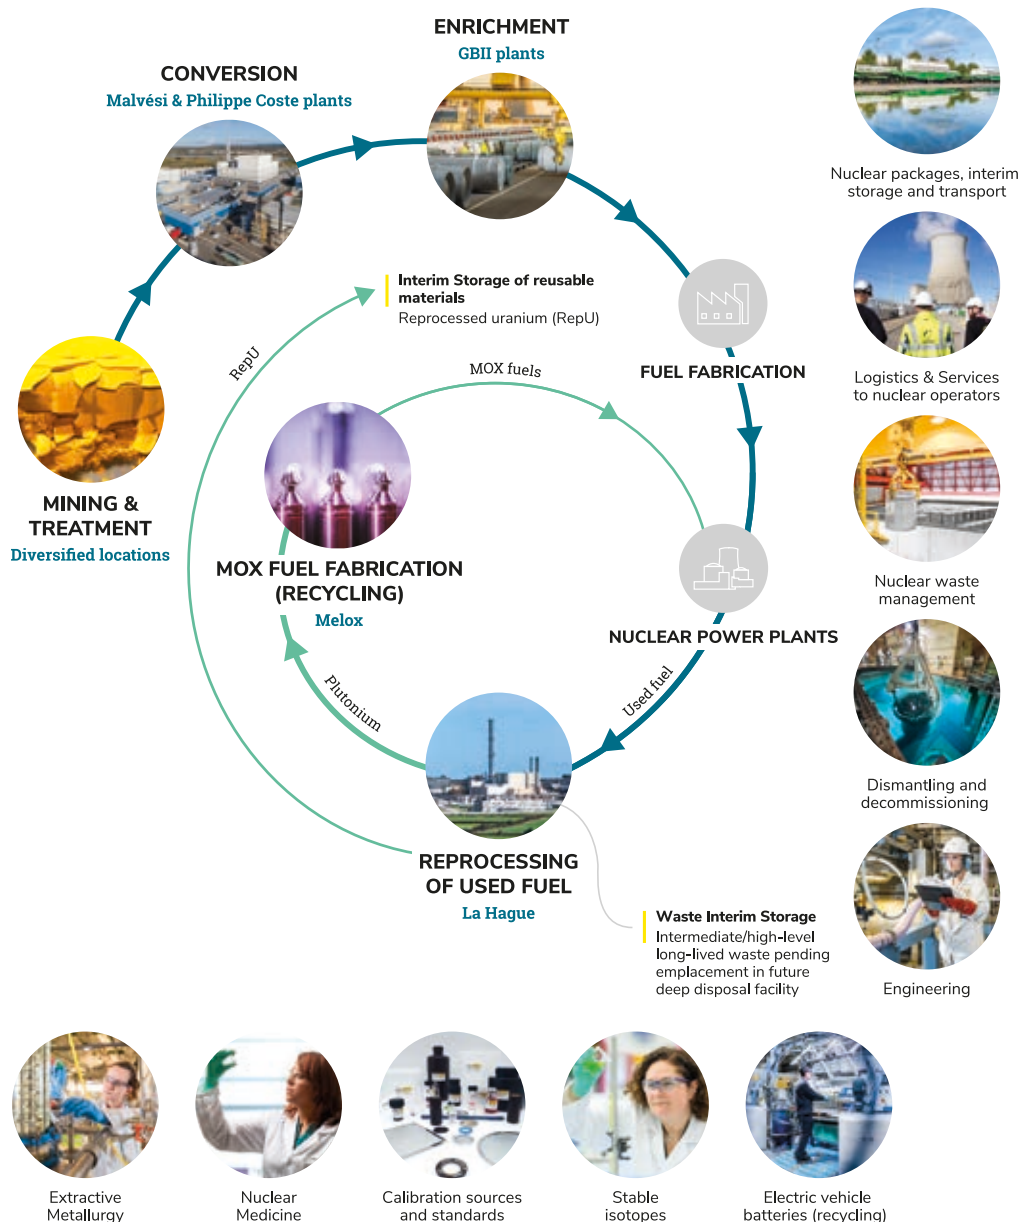 ENRICHMENT
GBII plants
CONVERSION
Malvési & Philippe Coste plants
Nuclear packages, interim
storage and transport
Interim Storage of reusable
materials
Reprocessed uranium (RepU)
RepU
MOX fuels
FUEL FABRICATION
Logistics & Services
to nuclear operators
MINING &
TREATMENT
Diversified locations
MOX FUEL FABRICATION
(RECYCLING)
Melox
Nuclear waste
management
NUCLEAR POWER PLANTS
Plutonium
Used fuel
Dismantling and
decommissioning
REPROCESSING
OF USED FUEL
La Hague
Waste Interim Storage
Intermediate/high-level
long-lived waste pending
emplacement in future
deep disposal facility
Engineering
Extractive
Metallurgy
Nuclear
Medicine
Calibration sources
and standards
Stable
isotopes
Electric vehicle
batteries (recycling)